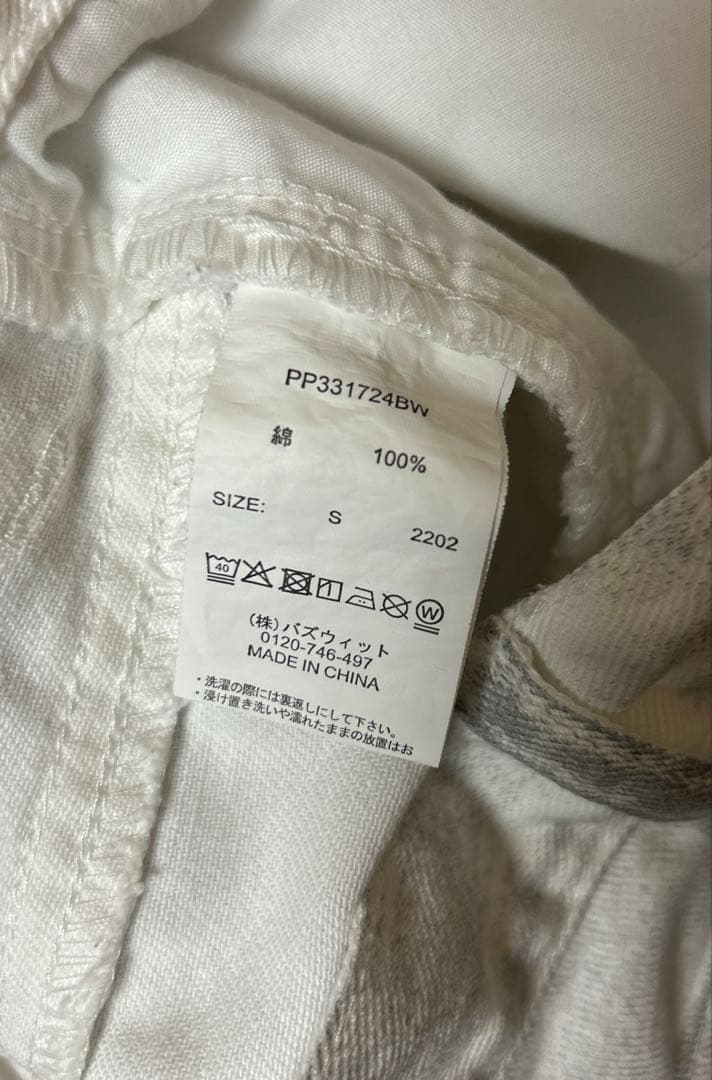 PP331724BW
綿 100%
SIZE: S 2202
40 W
(株)バズウィット
0120-746-497
MADE IN CHINA
・洗濯の際には裏返しにして下さい。
・浸け置き洗いや濡れたままの放置はお